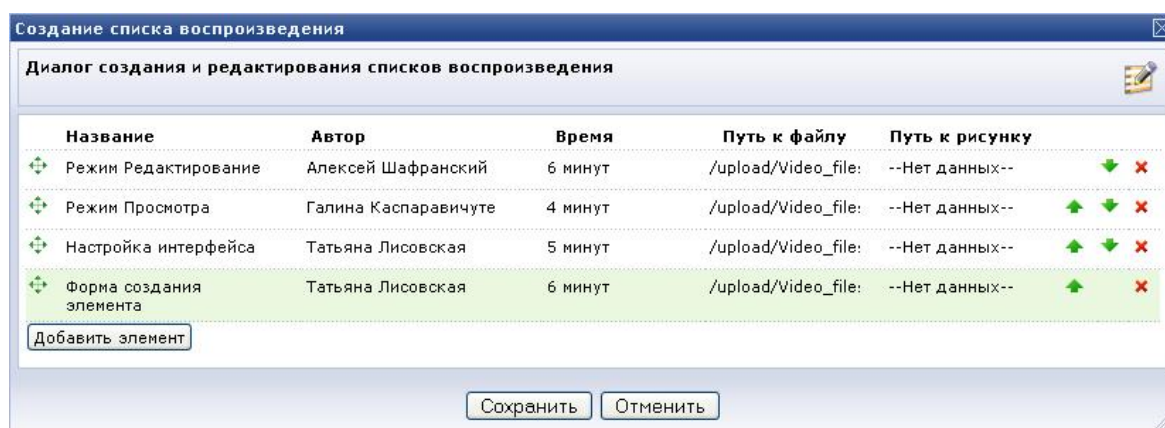 Создание списка воспроизведения
Диалог создания и редактирования списков воспроизведения
Название Автор Время Путь к файлу Путь к рисунку
Режим Редактирование Алексей Шафранский 6 минут /upload/Video_file: --Нет данных--
Режим Просмотра Галина Каспаравичуте 4 минут /upload/Video_file: --Нет данных--
Настройка интерфейса Татьяна Лисовская 5 минут /upload/Video_file: --Нет данных--
Форма создания Татьяна Лисовская 6 минут /upload/Video_file: --Нет данных--
элемента
Добавить элемент
Сохранить Отменить